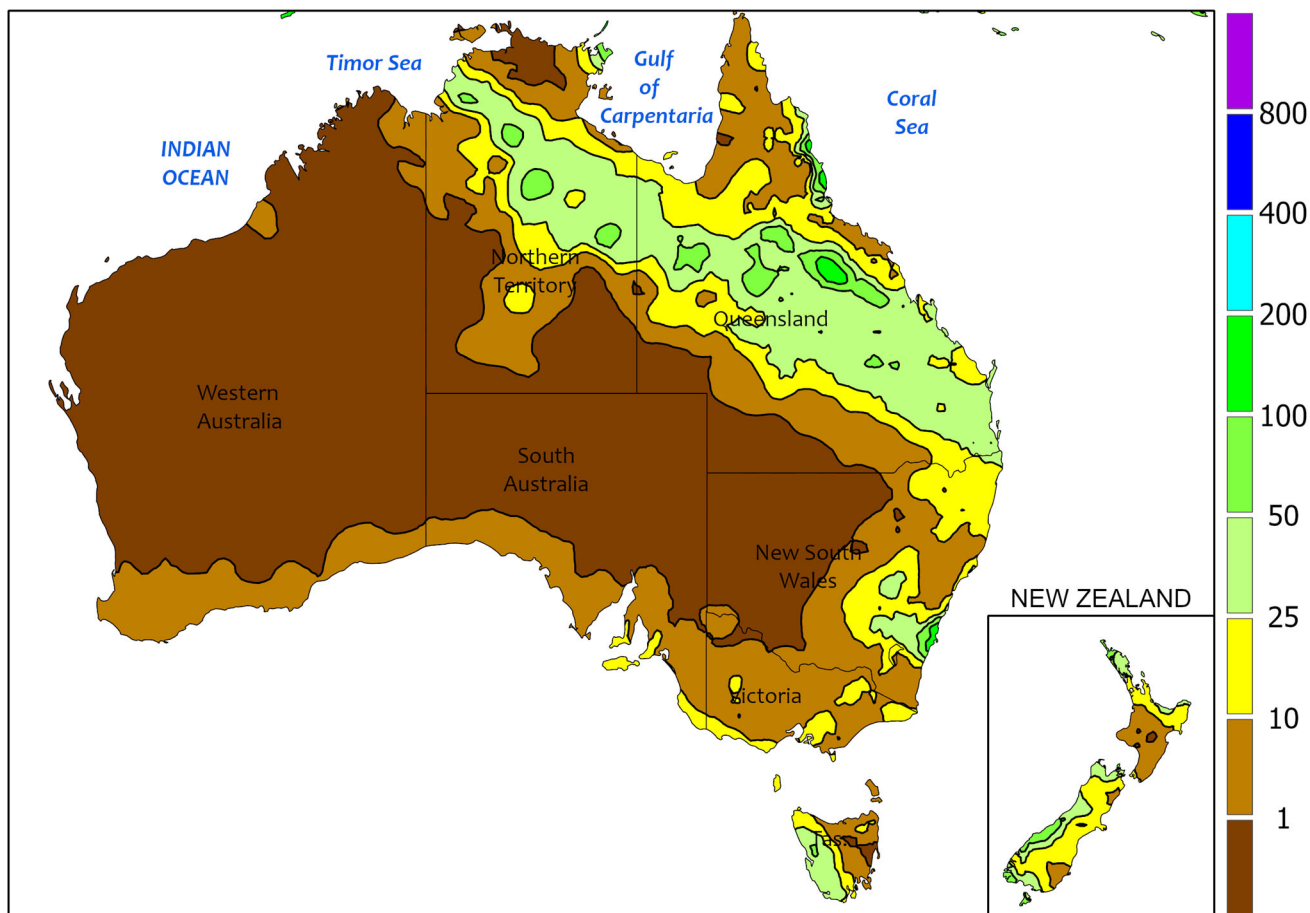 Timor Sea
Gulf
of
Carpentaria
Coral
Sea
INDIAN
OCEAN
Northern
Territory
Queensland
Western
Australia
South
Australia
New South
Wales
Victoria
Tas.
NEW ZEALAND
800
400
200
100
50
25
10
1